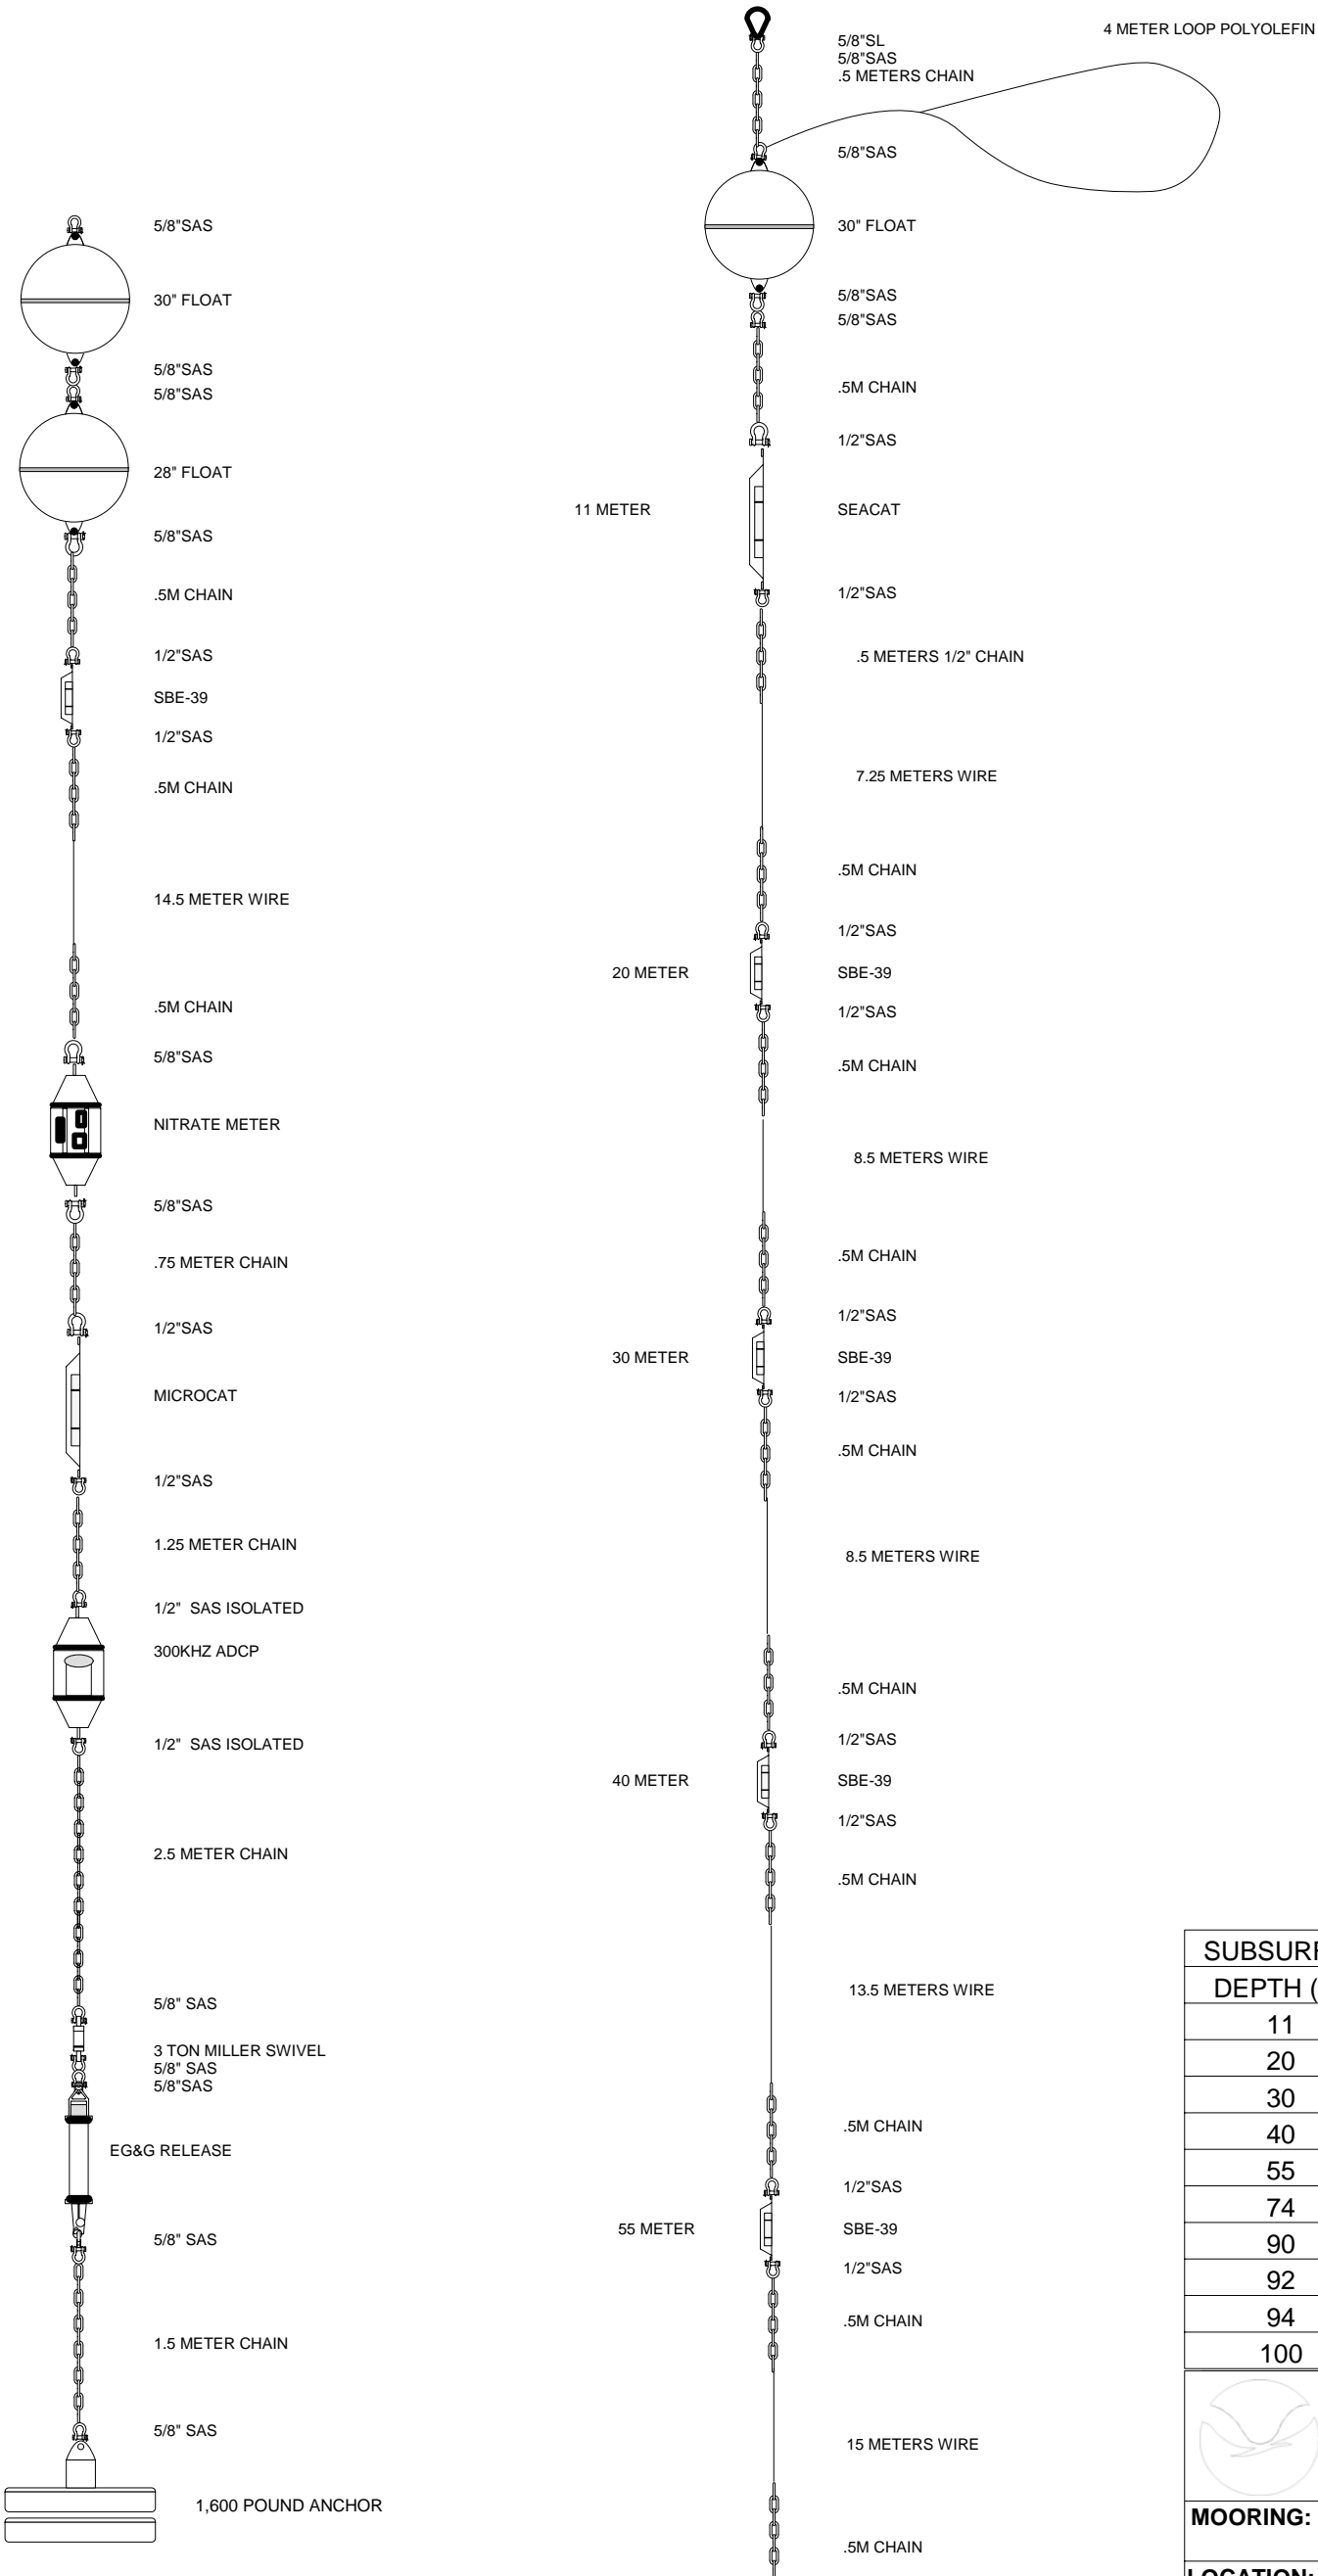 5/8"SAS
30" FLOAT
5/8"SAS
5/8"SAS
28" FLOAT
5/8"SAS
.5M CHAIN
1/2"SAS
SBE-39
1/2"SAS
.5M CHAIN
14.5 METER WIRE
.5M CHAIN
5/8"SAS
NITRATE METER
5/8"SAS
.75 METER CHAIN
1/2"SAS
MICROCAT
1/2"SAS
1.25 METER CHAIN
1/2" SAS ISOLATED
300KHZ ADCP
1/2" SAS ISOLATED
2.5 METER CHAIN
5/8" SAS
3 TON MILLER SWIVEL
5/8" SAS
5/8"SAS
EG&G RELEASE
5/8" SAS
1.5 METER CHAIN
5/8" SAS
1,600 POUND ANCHOR
5/8"SL
5/8"SAS
.5 METERS CHAIN
4 METER LOOP POLYOLEFIN
5/8"SAS
30" FLOAT
5/8"SAS
5/8"SAS
.5M CHAIN
1/2"SAS
11 METER
SEACAT
1/2"SAS
.5 METERS 1/2" CHAIN
7.25 METERS WIRE
.5M CHAIN
1/2"SAS
20 METER
SBE-39
1/2"SAS
.5M CHAIN
8.5 METERS WIRE
.5M CHAIN
1/2"SAS
30 METER
SBE-39
1/2"SAS
.5M CHAIN
8.5 METERS WIRE
.5M CHAIN
1/2"SAS
40 METER
SBE-39
1/2"SAS
.5M CHAIN
13.5 METERS WIRE
.5M CHAIN
1/2"SAS
55 METER
SBE-39
1/2"SAS
.5M CHAIN
15 METERS WIRE
.5M CHAIN
DEPTH (
11
20
30
40
55
74
90
92
94
100
MOORING: